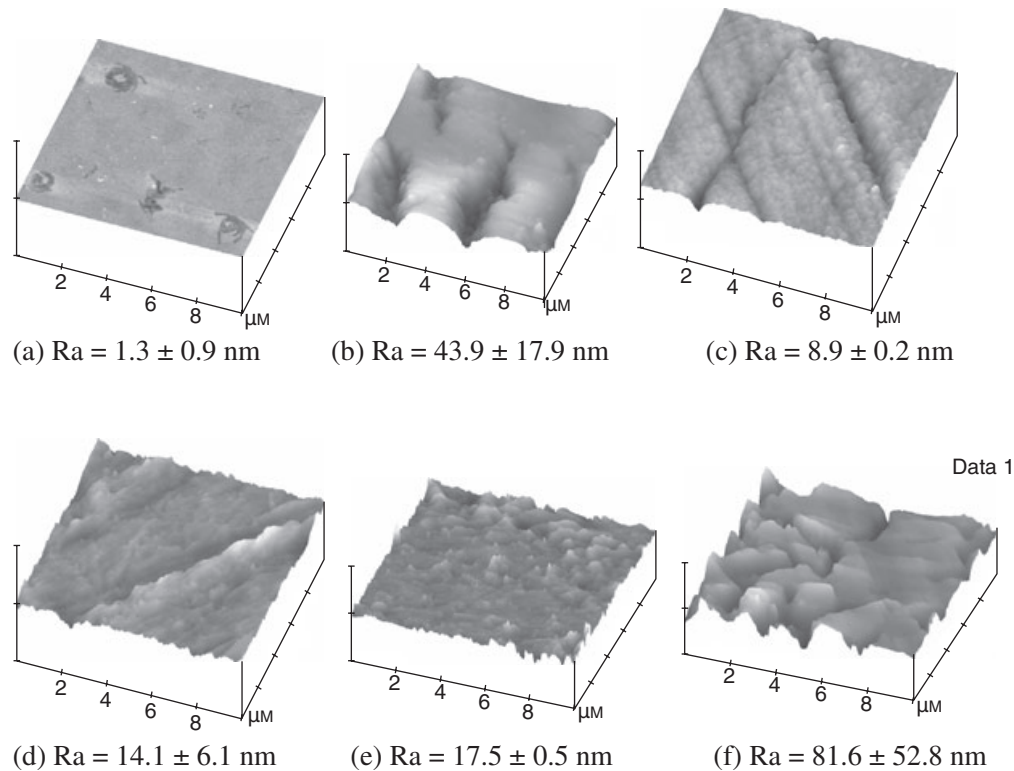 2 4 6 8 μM
2 4 6 8 μM
2 4 6 8 μM
(a) Ra = 1.3 ± 0.9 nm
(b) Ra = 43.9 ± 17.9 nm
(c) Ra = 8.9 ± 0.2 nm
Data 1
2 4 6 8 μM
2 4 6 8 μM
2 4 6 8 μM
(d) Ra = 14.1 ± 6.1 nm
(e) Ra = 17.5 ± 0.5 nm
(f) Ra = 81.6 ± 52.8 nm